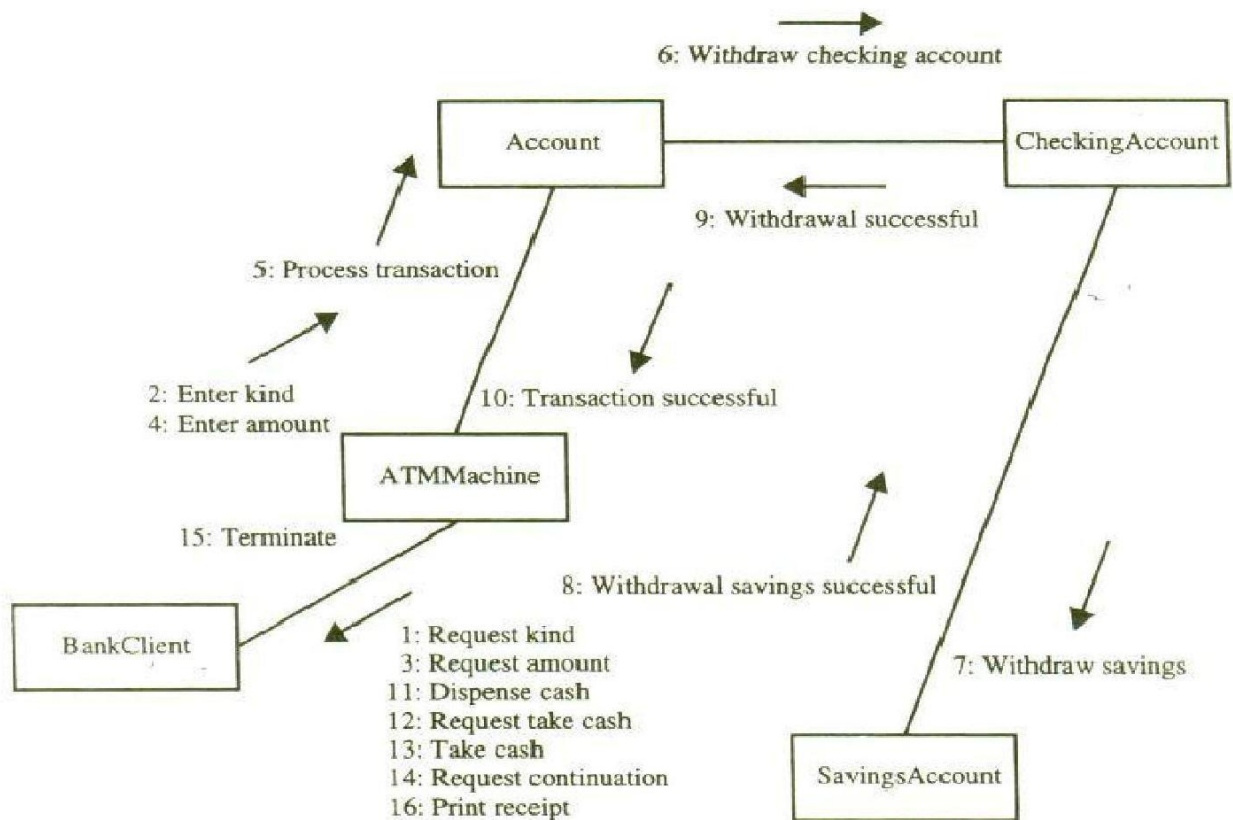 6: Withdraw checking account
Account
CheckingAccount
9: Withdrawal successful
5: Process transaction
2: Enter kind
4: Enter amount
10: Transaction successful
ATMMachine
15: Terminate
8: Withdrawal savings successful
BankClient
1: Request kind
3: Request amount
11: Dispense cash
12: Request take cash
13: Take cash
14: Request continuation
16: Print receipt
7: Withdraw savings
SavingsAccount